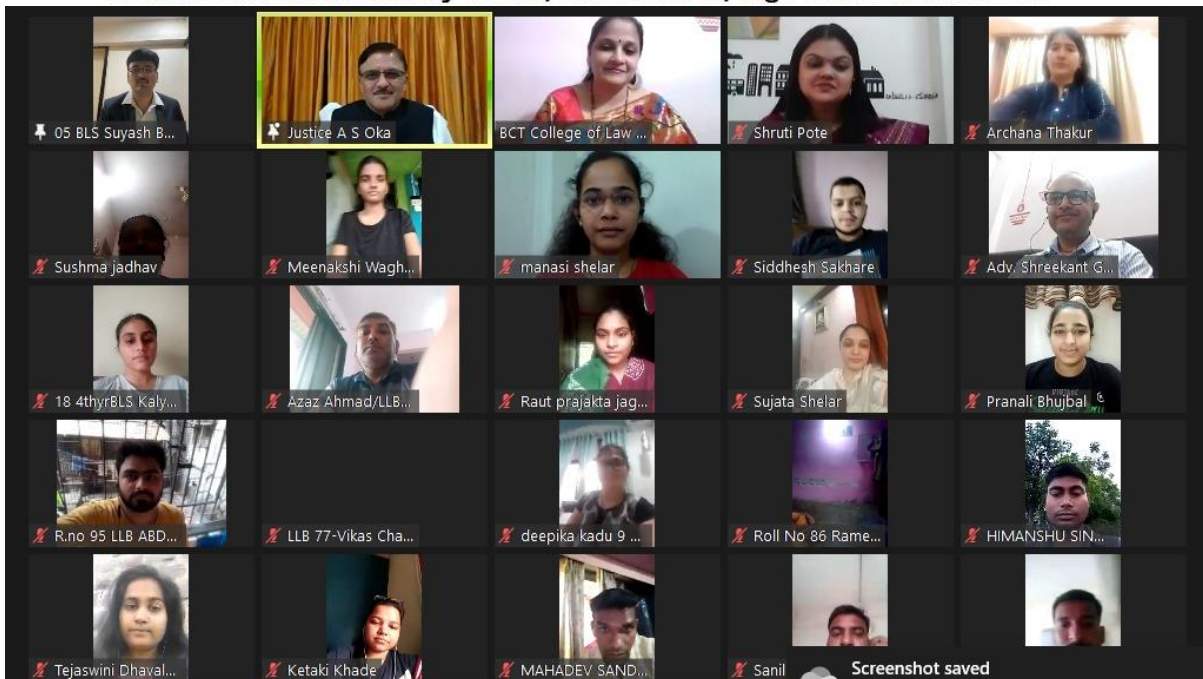 05 BLS Suyash B...
Justice A S Oka
BCT College of Law ...
Shruti Pote
Archana Thakur
Sushma jadhav
Meenakshi Wagh...
manasi shelar
Siddhesh Sakhare
Adv. Shreekant G...
18 4thyrBLS Kaly...
Azaz Ahmad/LLB...
Raut prajakta jag...
Sujata Shelar
Pranali Bhujbal
R.no 95 LLB ABD...
LLB 77-Vikas Cha...
deepika kadu 9 ...
Roll No 86 Rame...
HIMANSHU SIN...
Tejaswini Dhaval...
Ketaki Khade
MAHADEV SAND...
Sanil
Screenshot saved